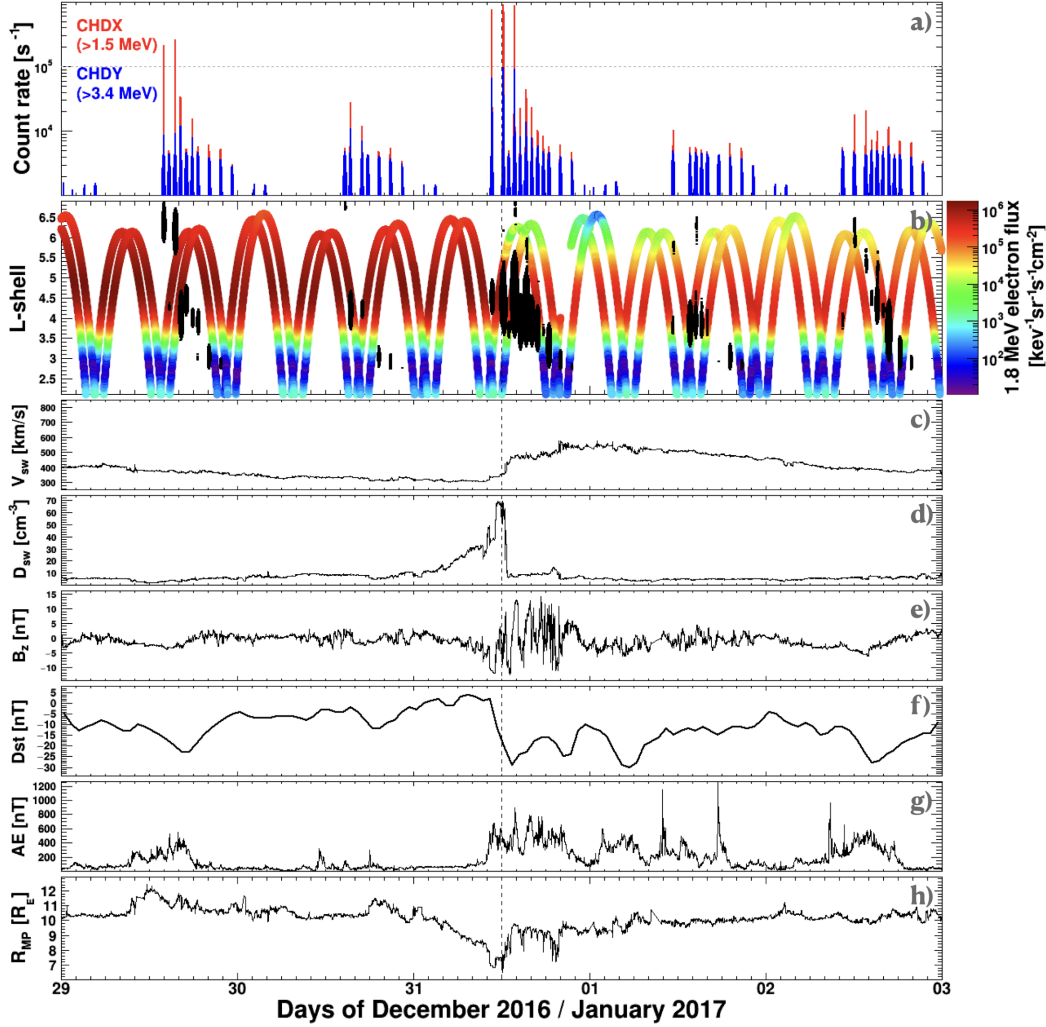 a)
CHDX
(>1.5 MeV)
CHDY
(>3.4 MeV)
Count rate [s⁻¹]
10⁵
10⁴
b)
L-shell
6.5
6
5.5
5
4.5
4
3.5
3
2.5
10⁶
10⁵
10⁴
10³
10²
1.8 MeV electron flux
[keV⁻¹sr⁻¹s⁻¹cm⁻²]
c)
V_sw [km/s]
800
700
600
500
400
300
d)
D_sw [cm⁻³]
70
60
50
40
30
20
10
e)
B_z [nT]
15
10
5
0
−5
−10
f)
Dst [nT]
5
0
−5
−10
−15
−20
−25
−30
g)
AE [nT]
1200
1000
800
600
400
200
h)
R_MP [R_E]
12
11
10
9
8
7
29
30
31
01
02
03
Days of December 2016 / January 2017